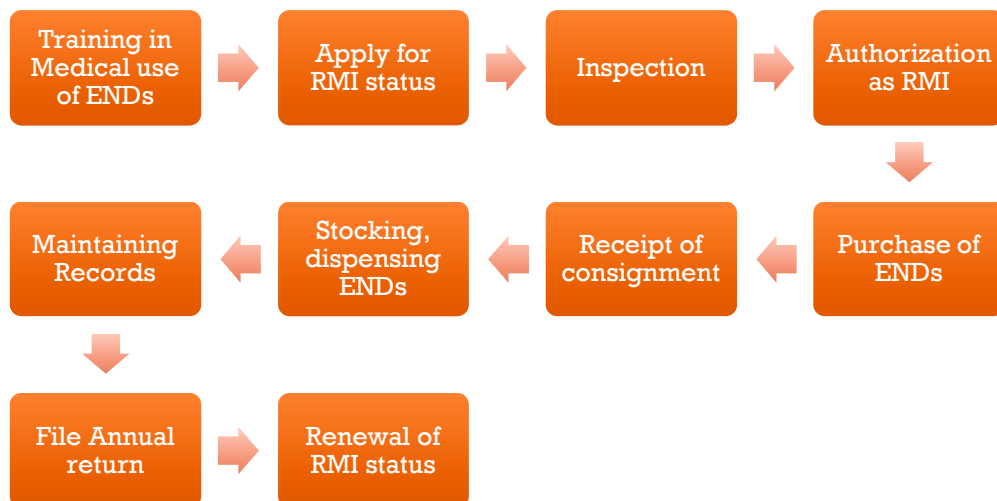 Training in
Medical use
of ENDs
Apply for
RMI status
Inspection
Authorization
as RMI
Purchase of
ENDs
Receipt of
consignment
Stocking,
dispensing
ENDs
Maintaining
Records
File Annual
return
Renewal of
RMI status